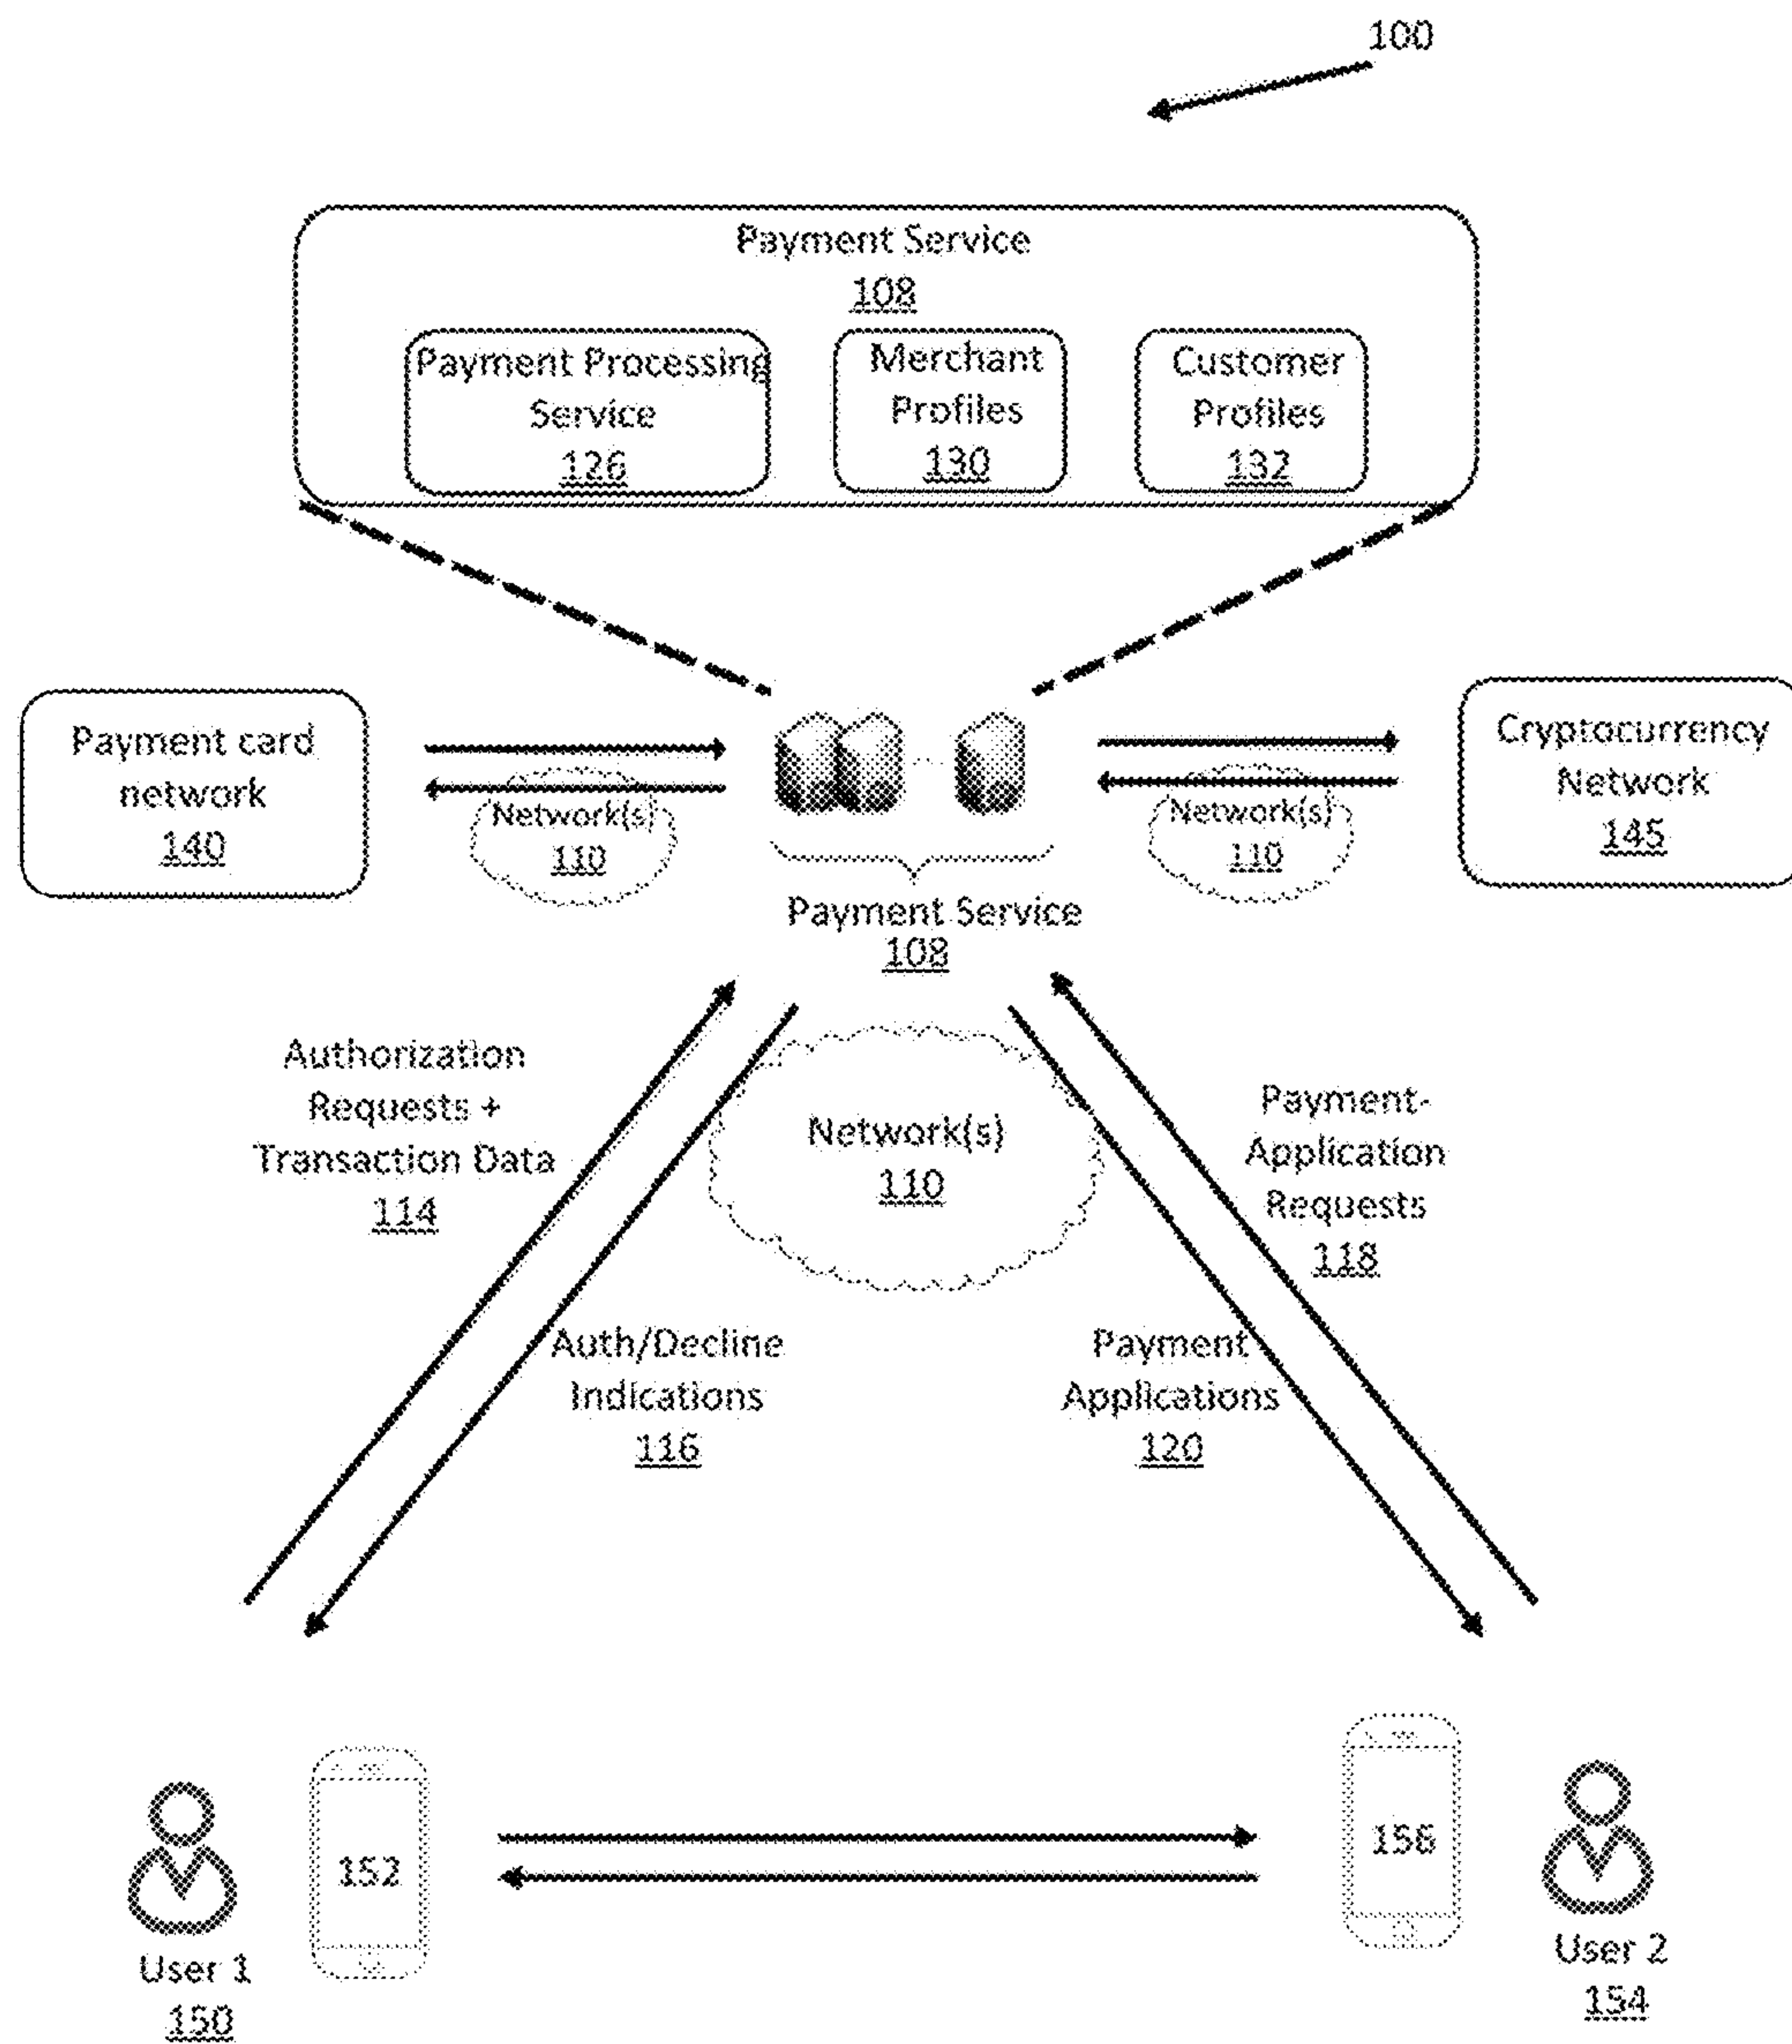 100
Payment Service
108
Payment Processing
Service
126
Merchant
Profiles
130
Customer
Profiles
132
Payment card
network
140
Network(s)
110
Network(s)
110
Cryptocurrency
Network
145
Payment Service
108
Authorization
Requests +
Transaction Data
114
Network(s)
110
Payment-
Application
Requests
118
Auth/Decline
Indications
116
Payment
Applications
120
152
156
User 1
150
User 2
154